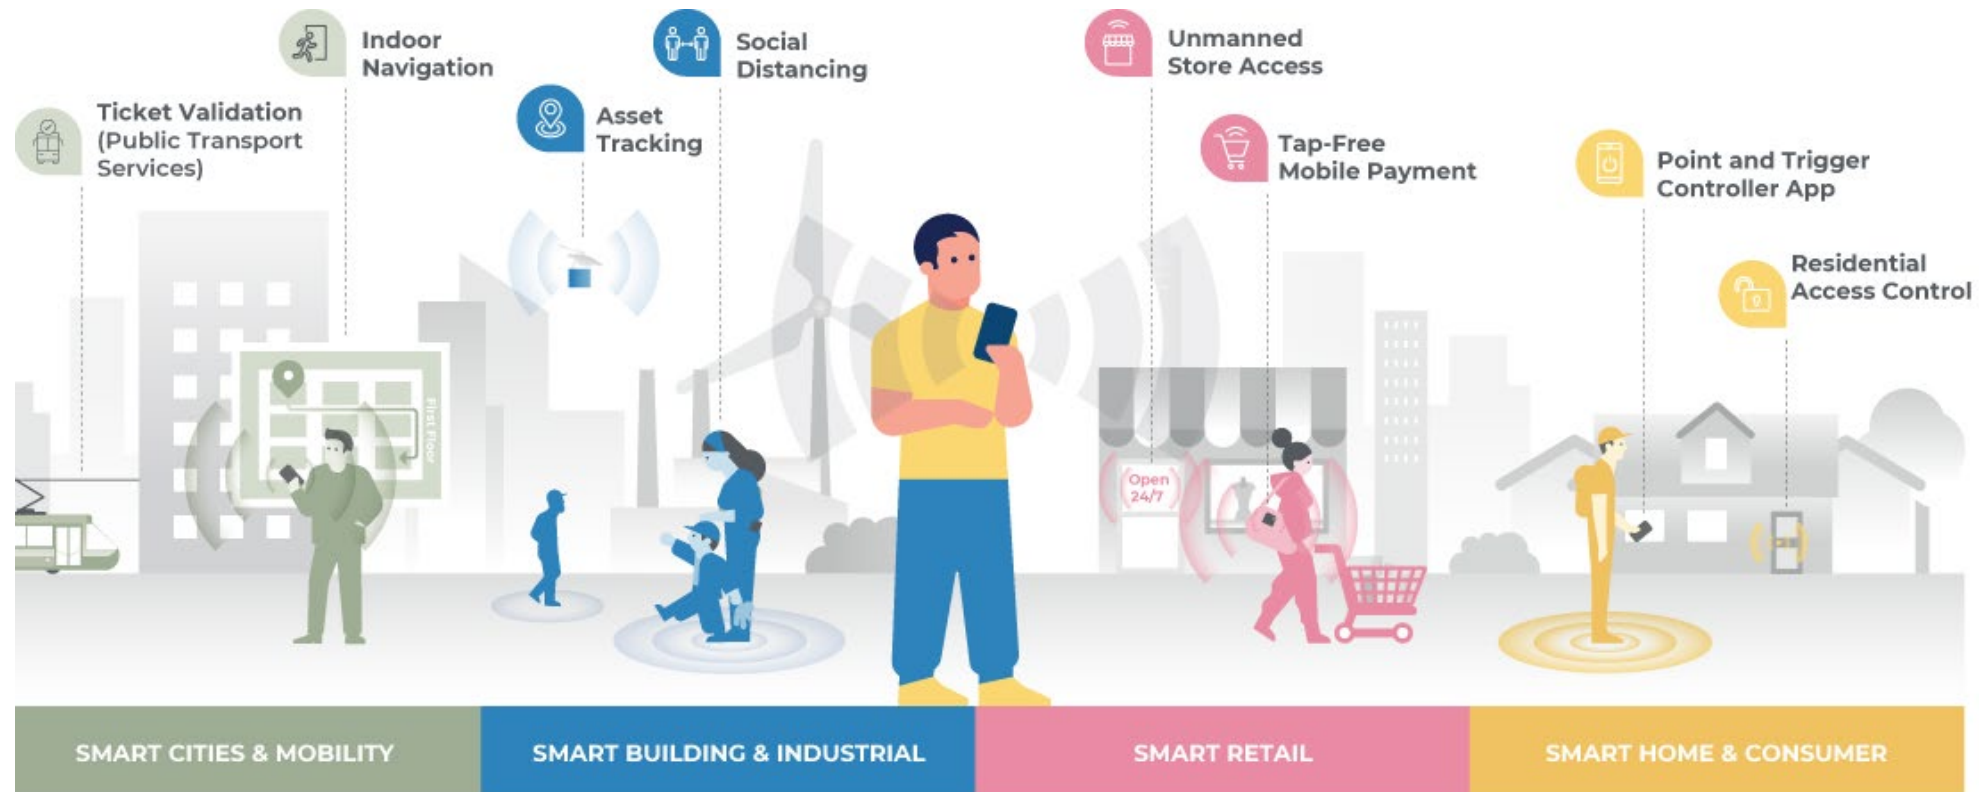 Indoor
Navigation
Social
Distancing
Unmanned
Store Access
Ticket Validation
(Public Transport
Services)
Asset
Tracking
Tap-Free
Mobile Payment
Point and Trigger
Controller App
Residential
Access Control
First Floor
Open
24/7
SMART CITIES & MOBILITY
SMART BUILDING & INDUSTRIAL
SMART RETAIL
SMART HOME & CONSUMER